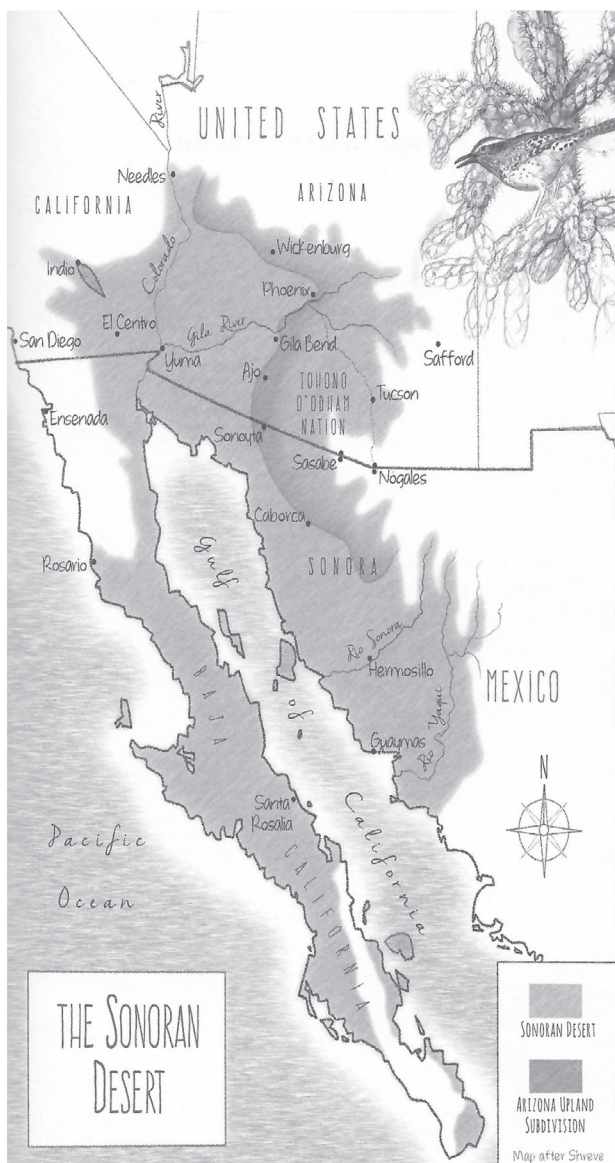 River
UNITED STATES
Needles
ARIZONA
CALIFORNIA
Wickenburg
Colorado
Indio
Phoenix
El Centro
Gila River
San Diego
Yuma
Gila Bend
Safford
Ajo
TOHONO
O'ODHAM
NATION
Tucson
Ensenada
Sonoyta
Sasabe
Nogales
Caborca
Gulf
SONORA
Rosario
Rio Sonora
Hermosillo
BAJA
MEXICO
of
Guaymas
Rio Yaqui
N
Santa
Rosalia
California
Pacific
Ocean
CALIFORNIA
THE SONORAN
DESERT
SONORAN DESERT
ARIZONA UPLAND
SUBDIVISION
Map after Shreve